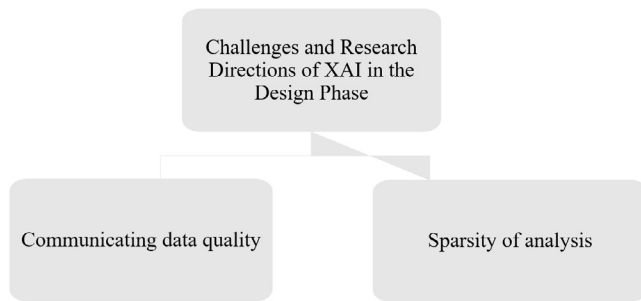 Challenges and Research
Directions of XAI in the
Design Phase
Communicating data quality
Sparsity of analysis